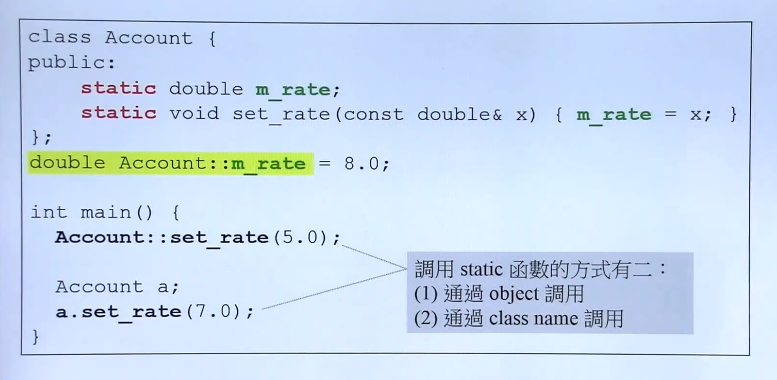 class Account {
public:
    static double m_rate;
    static void set_rate(const double& x) { m_rate = x; }
};
double Account::m_rate = 8.0;
int main() {
  Account::set_rate(5.0);
  Account a;
  a.set_rate(7.0);
}
調用 static 函數的方式有二：
(1) 通過 object 調用
(2) 通過 class name 調用